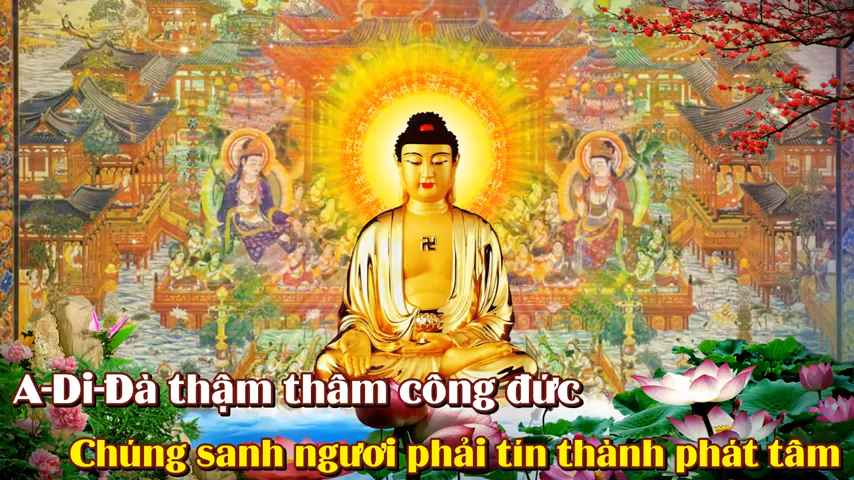 A-Di-Đà thậm thâm công đức
Chúng sanh ngươi phải tín thành phát tâm